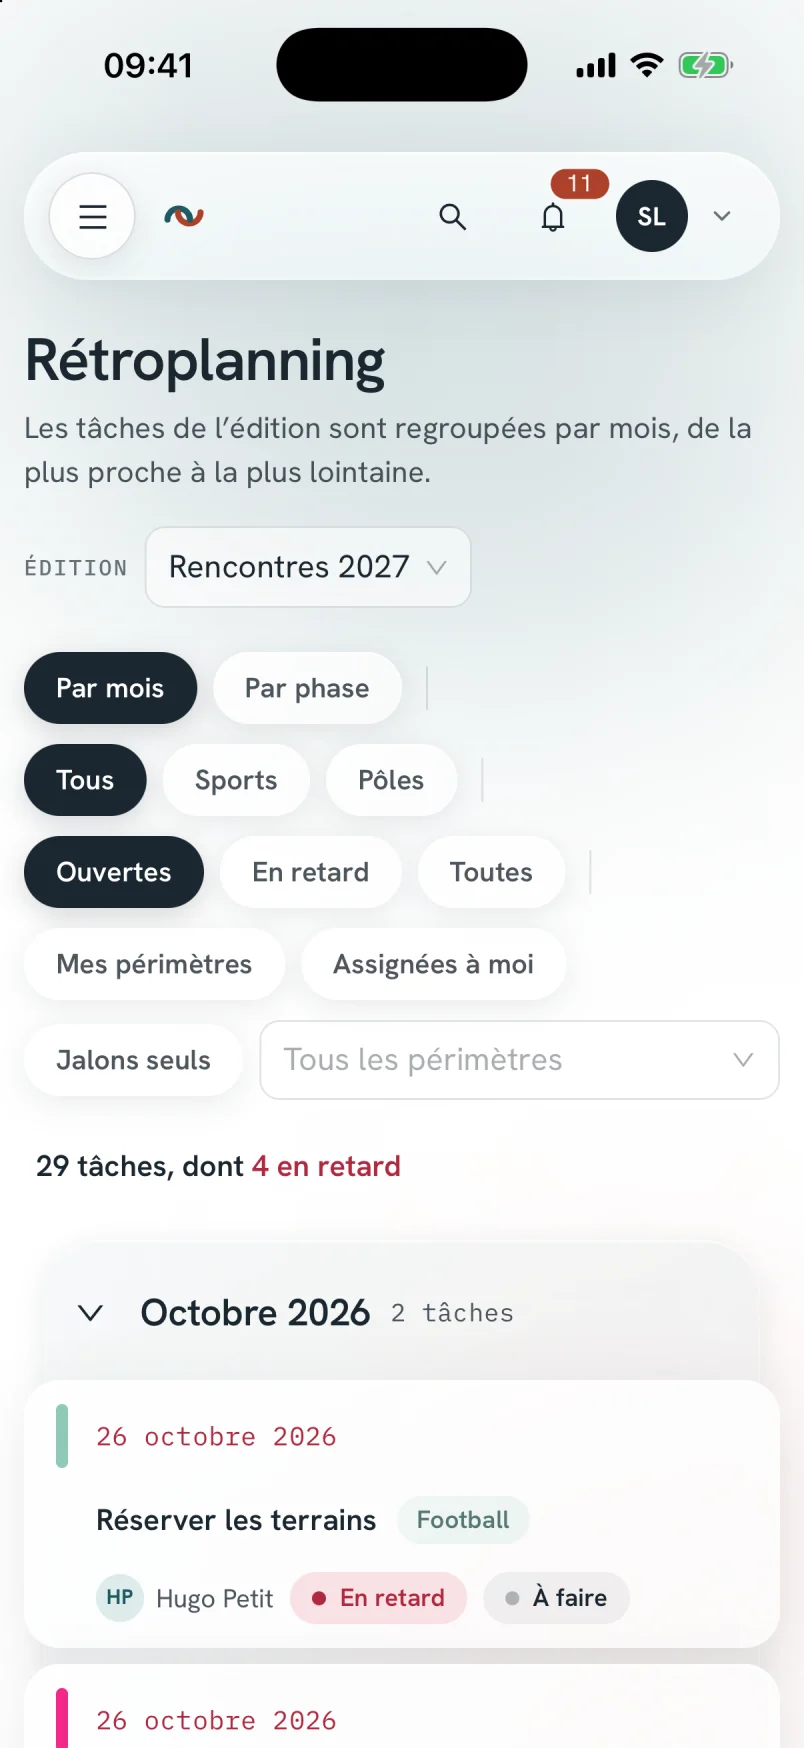 09:41
11
SL
Rétroplanning
Les tâches de l’édition sont regroupées par mois, de la
plus proche à la plus lointaine.
ÉDITION Rencontres 2027
Par mois Par phase
Tous Sports Pôles
Ouvertes En retard Toutes
Mes périmètres Assignées à moi
Jalons seuls Tous les périmètres
29 tâches, dont 4 en retard
Octobre 2026 2 tâches
26 octobre 2026
Réserver les terrains Football
HP Hugo Petit En retard À faire
26 octobre 2026